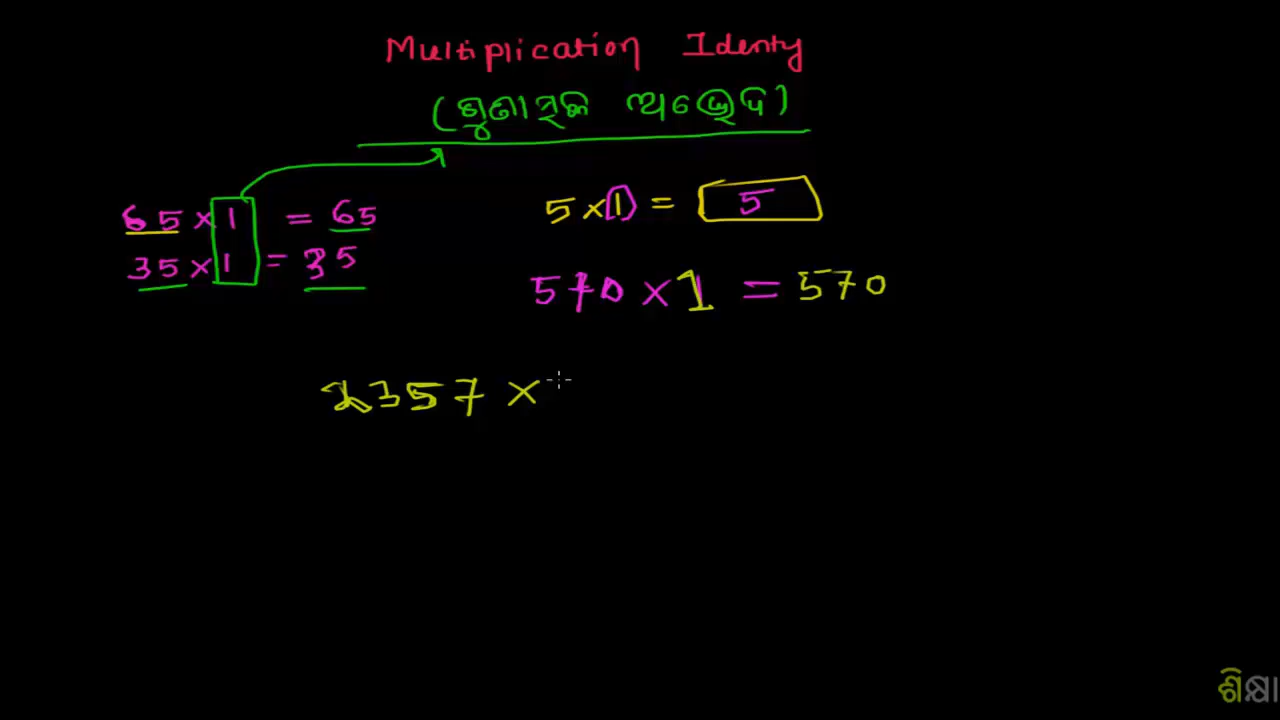 Multiplication Identy
(ଗୁଣାତ୍ମକ ଅଭେଦ)
65 × 1 = 65
35 × 1 = 35
5 × 1 = 5
570 × 1 = 570
2357 ×
ଶିକ୍ଷା